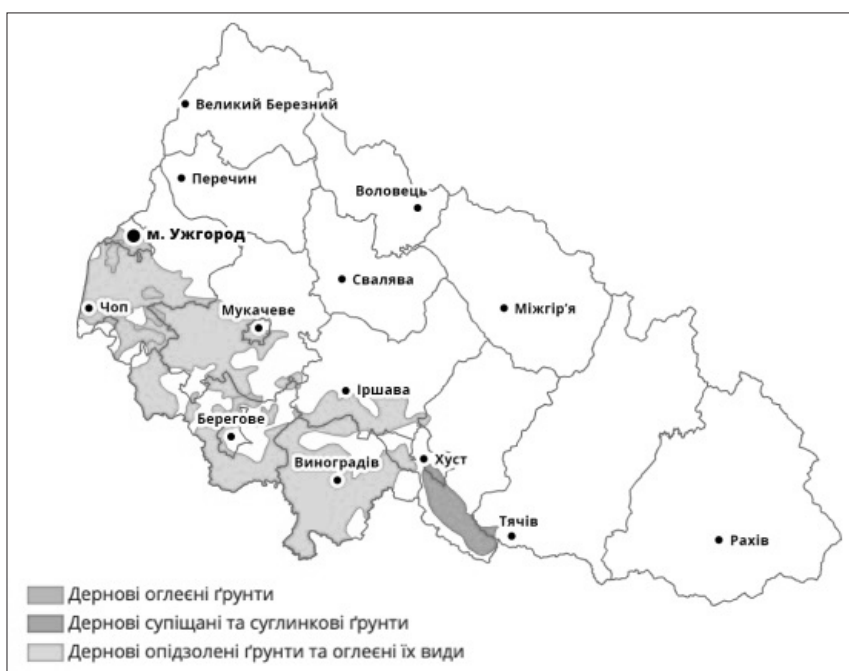 Великий Березний
Перечин
Воловець
м. Ужгород
Свалява
Чоп
Мукачеве
Міжгір'я
Іршава
Берегове
Хуст
Виноградів
Тячів
Рахів
Дернові оглеєні ґрунти
Дернові супіщані та суглинкові ґрунти
Дернові опідзолені ґрунти та оглеєні їх види